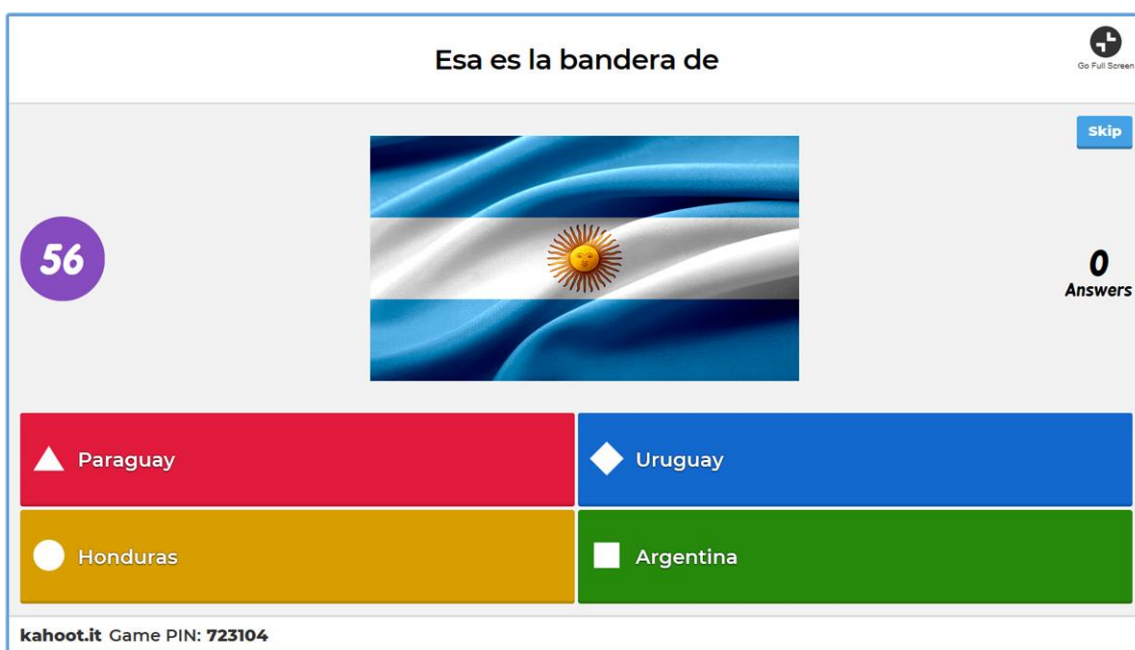 Esa es la bandera de
Go Full Screen
Skip
56
0
Answers
Paraguay
Uruguay
Honduras
Argentina
kahoot.it Game PIN: 723104